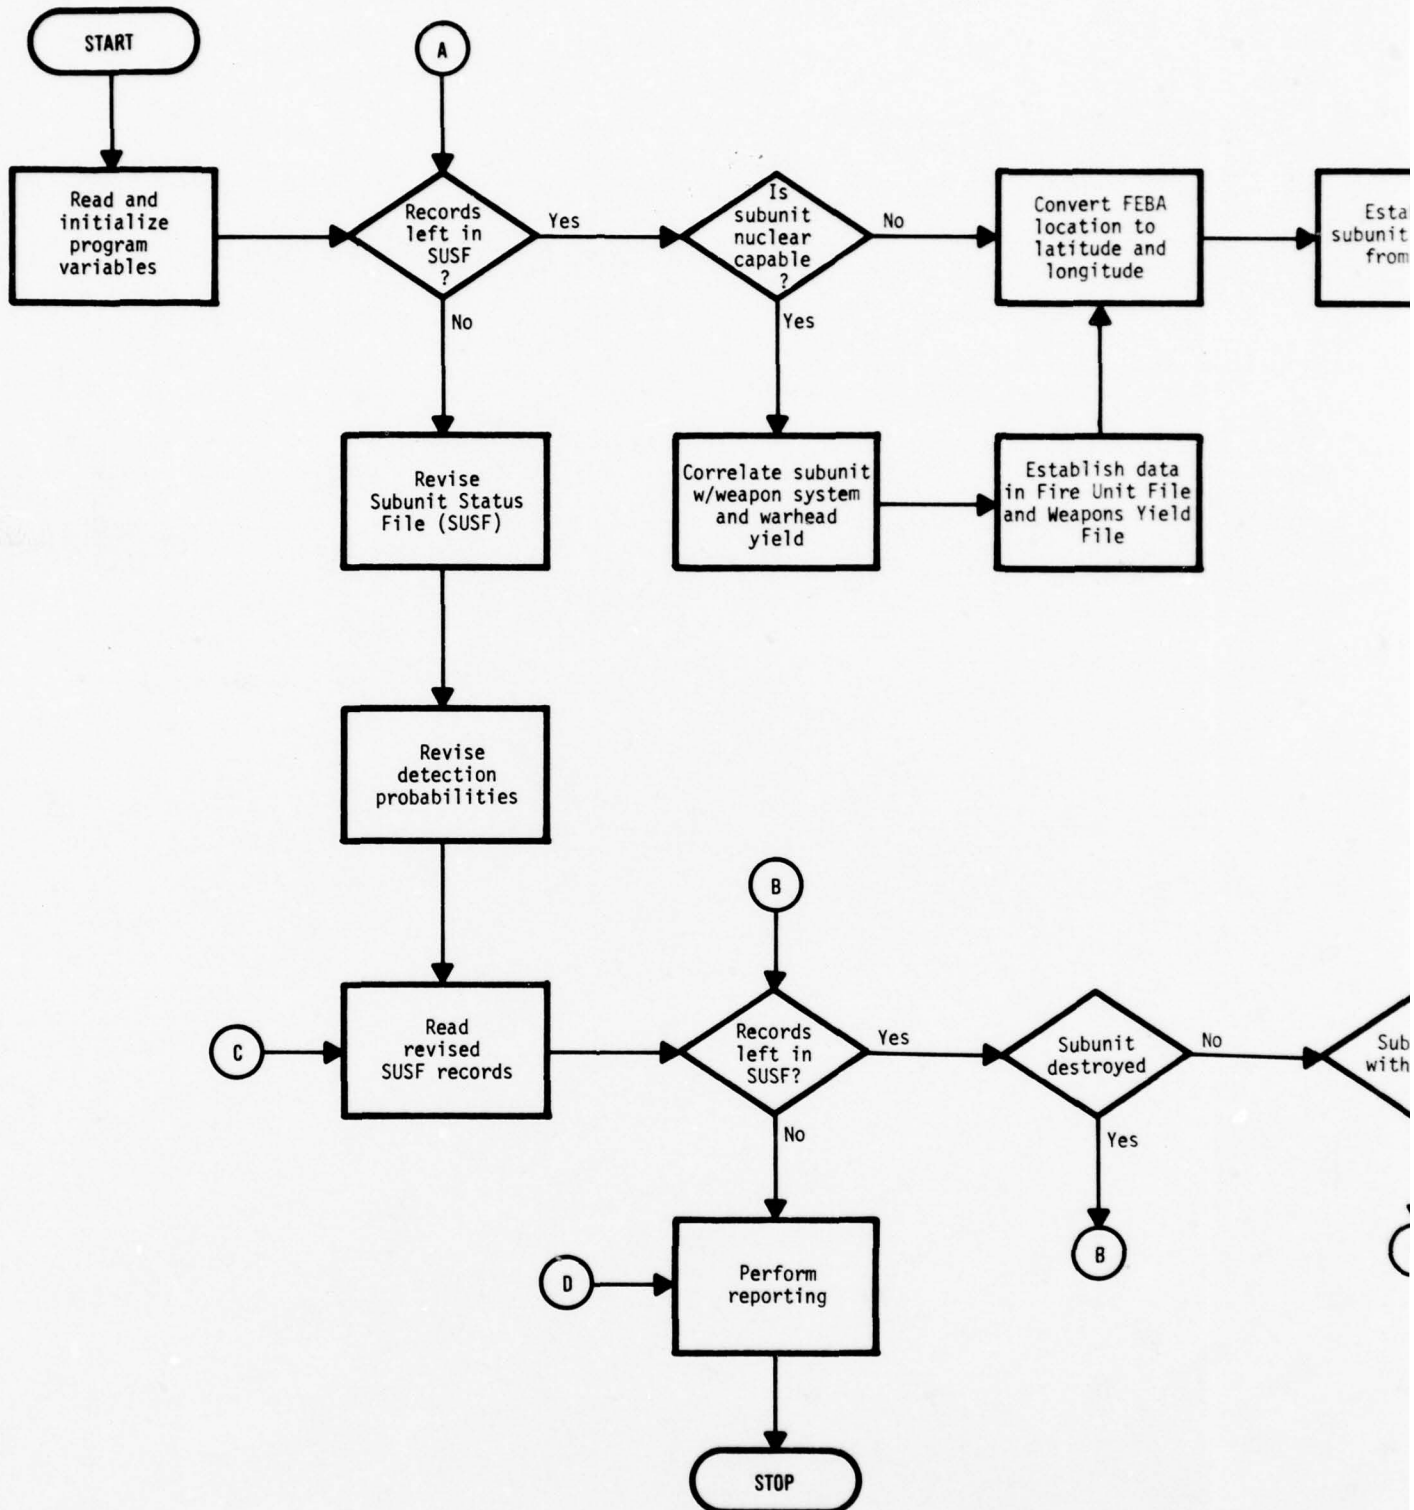 START
A
Read and
initialize
program
variables
Records
left in
SUSF
?
Yes
No
Is
subunit
nuclear
capable
?
No
Yes
Convert FEBA
location to
latitude and
longitude
subunit
from
Revise
Subunit Status
File (SUSF)
Correlate subunit
w/weapon system
and warhead
yield
Establish data
in Fire Unit File
and Weapons Yield
File
Revise
detection
probabilities
B
C
Read
revised
SUSF records
Records
left in
SUSF?
Yes
No
Subunit
destroyed
No
Yes
B
D
Perform
reporting
STOP